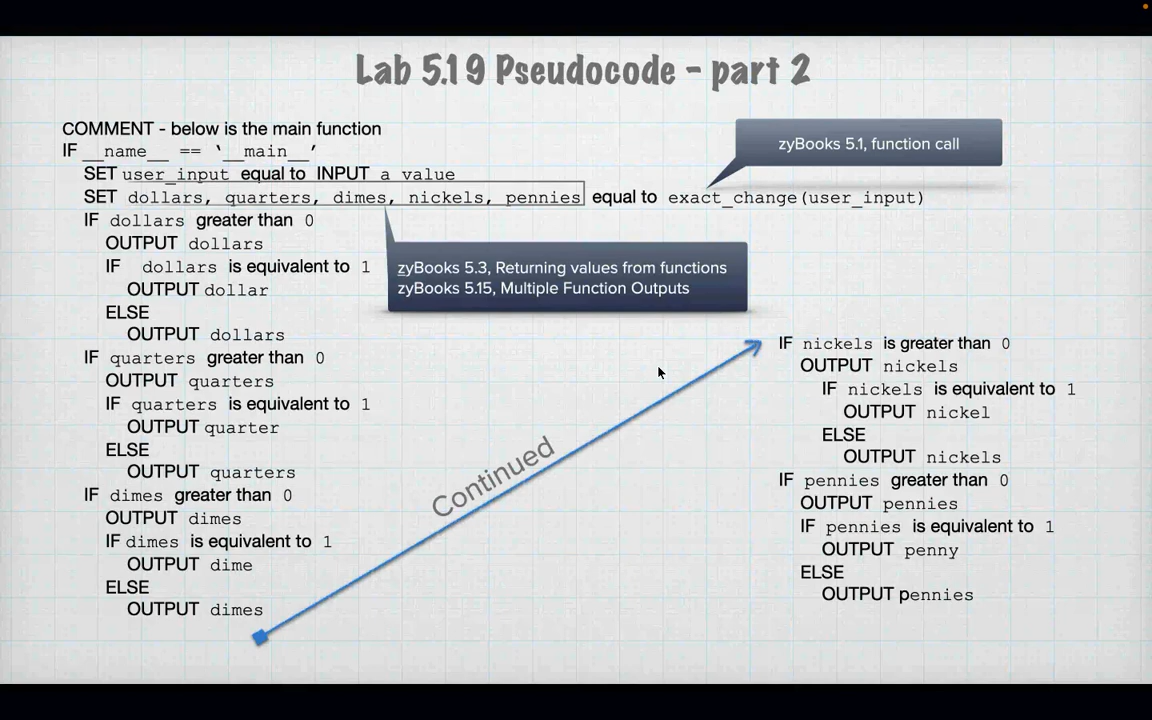 Lab 5.19 Pseudocode - part 2
COMMENT - below is the main function
IF __name__ == ‘__main__’
SET user_input equal to INPUT a value
SET dollars, quarters, dimes, nickels, pennies equal to exact_change(user_input)
zyBooks 5.1, function call
IF dollars greater than 0
OUTPUT dollars
IF dollars is equivalent to 1
OUTPUT dollar
ELSE
OUTPUT dollars
zyBooks 5.3, Returning values from functions
zyBooks 5.15, Multiple Function Outputs
IF quarters greater than 0
OUTPUT quarters
IF quarters is equivalent to 1
OUTPUT quarter
ELSE
OUTPUT quarters
IF dimes greater than 0
OUTPUT dimes
IF dimes is equivalent to 1
OUTPUT dime
ELSE
OUTPUT dimes
Continued
IF nickels is greater than 0
OUTPUT nickels
IF nickels is equivalent to 1
OUTPUT nickel
ELSE
OUTPUT nickels
IF pennies greater than 0
OUTPUT pennies
IF pennies is equivalent to 1
OUTPUT penny
ELSE
OUTPUT pennies